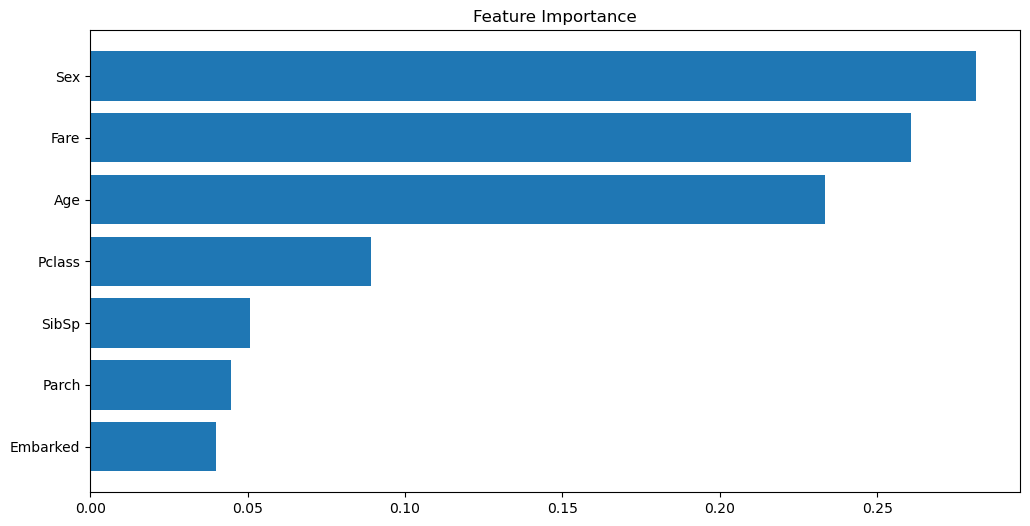 Feature Importance
Sex
Fare
Age
Pclass
SibSp
Parch
Embarked
0.00 0.05 0.10 0.15 0.20 0.25